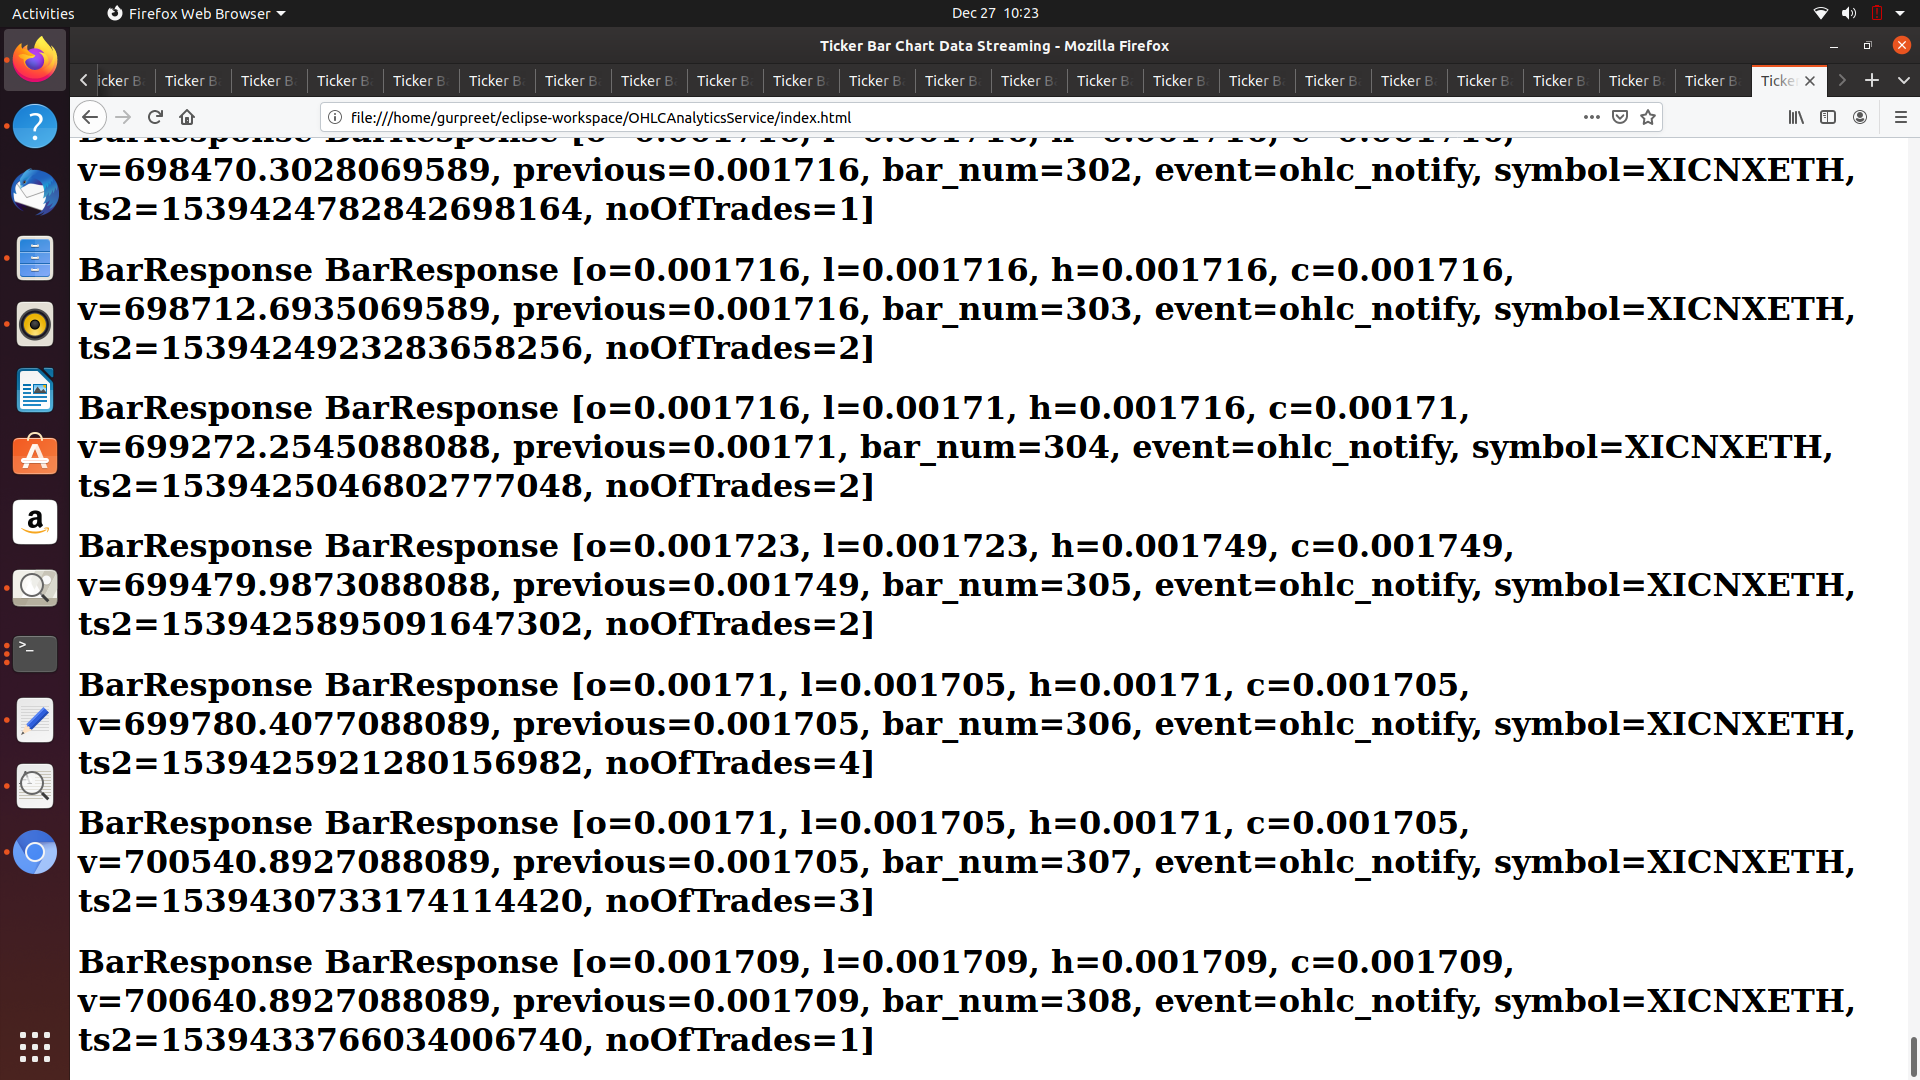 Activities Firefox Web Browser Dec 27 10:23
Ticker Bar Chart Data Streaming - Mozilla Firefox
icker B Ticker B Ticker B Ticker B Ticker B Ticker B Ticker B Ticker B Ticker B Ticker B Ticker B Ticker B Ticker B Ticker B Ticker B Ticker B Ticker B Ticker B Ticker B Ticker B Ticker B Ticker B Ticke
file:///home/gurpreet/eclipse-workspace/OHLCAnalyticsService/index.html
BarResponse BarResponse [o=0.001716, l=0.001716, h=0.001716, c=0.001716,
v=698470.3028069589, previous=0.001716, bar_num=302, event=ohlc_notify, symbol=XICNXETH,
ts2=1539424782842698164, noOfTrades=1]
BarResponse BarResponse [o=0.001716, l=0.001716, h=0.001716, c=0.001716,
v=698712.6935069589, previous=0.001716, bar_num=303, event=ohlc_notify, symbol=XICNXETH,
ts2=1539424923283658256, noOfTrades=2]
BarResponse BarResponse [o=0.001716, l=0.00171, h=0.001716, c=0.00171,
v=699272.2545088088, previous=0.00171, bar_num=304, event=ohlc_notify, symbol=XICNXETH,
ts2=1539425046802777048, noOfTrades=2]
BarResponse BarResponse [o=0.001723, l=0.001723, h=0.001749, c=0.001749,
v=699479.9873088088, previous=0.001749, bar_num=305, event=ohlc_notify, symbol=XICNXETH,
ts2=1539425895091647302, noOfTrades=2]
BarResponse BarResponse [o=0.00171, l=0.001705, h=0.00171, c=0.001705,
v=699780.4077088089, previous=0.001705, bar_num=306, event=ohlc_notify, symbol=XICNXETH,
ts2=1539425921280156982, noOfTrades=4]
BarResponse BarResponse [o=0.00171, l=0.001705, h=0.00171, c=0.001705,
v=700540.8927088089, previous=0.001705, bar_num=307, event=ohlc_notify, symbol=XICNXETH,
ts2=1539430733174114420, noOfTrades=3]
BarResponse BarResponse [o=0.001709, l=0.001709, h=0.001709, c=0.001709,
v=700640.8927088089, previous=0.001709, bar_num=308, event=ohlc_notify, symbol=XICNXETH,
ts2=1539433766034006740, noOfTrades=1]